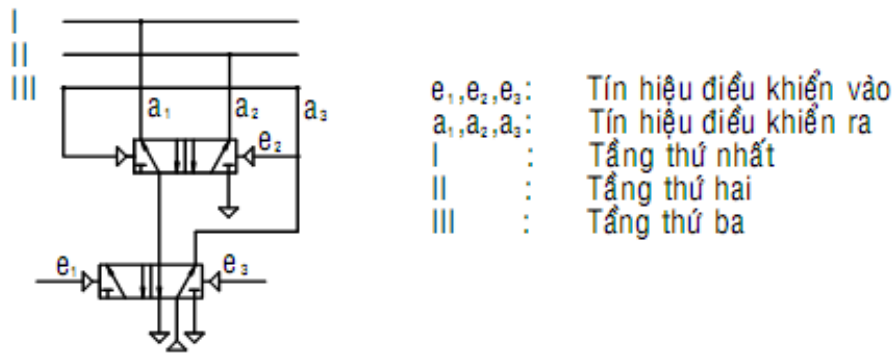 I
II
III
a₁
a₂
a₃
e₂
e₁
e₃
e₁,e₂,e₃: Tín hiệu điều khiển vào
a₁,a₂,a₃: Tín hiệu điều khiển ra
I : Tầng thứ nhất
II : Tầng thứ hai
III : Tầng thứ ba